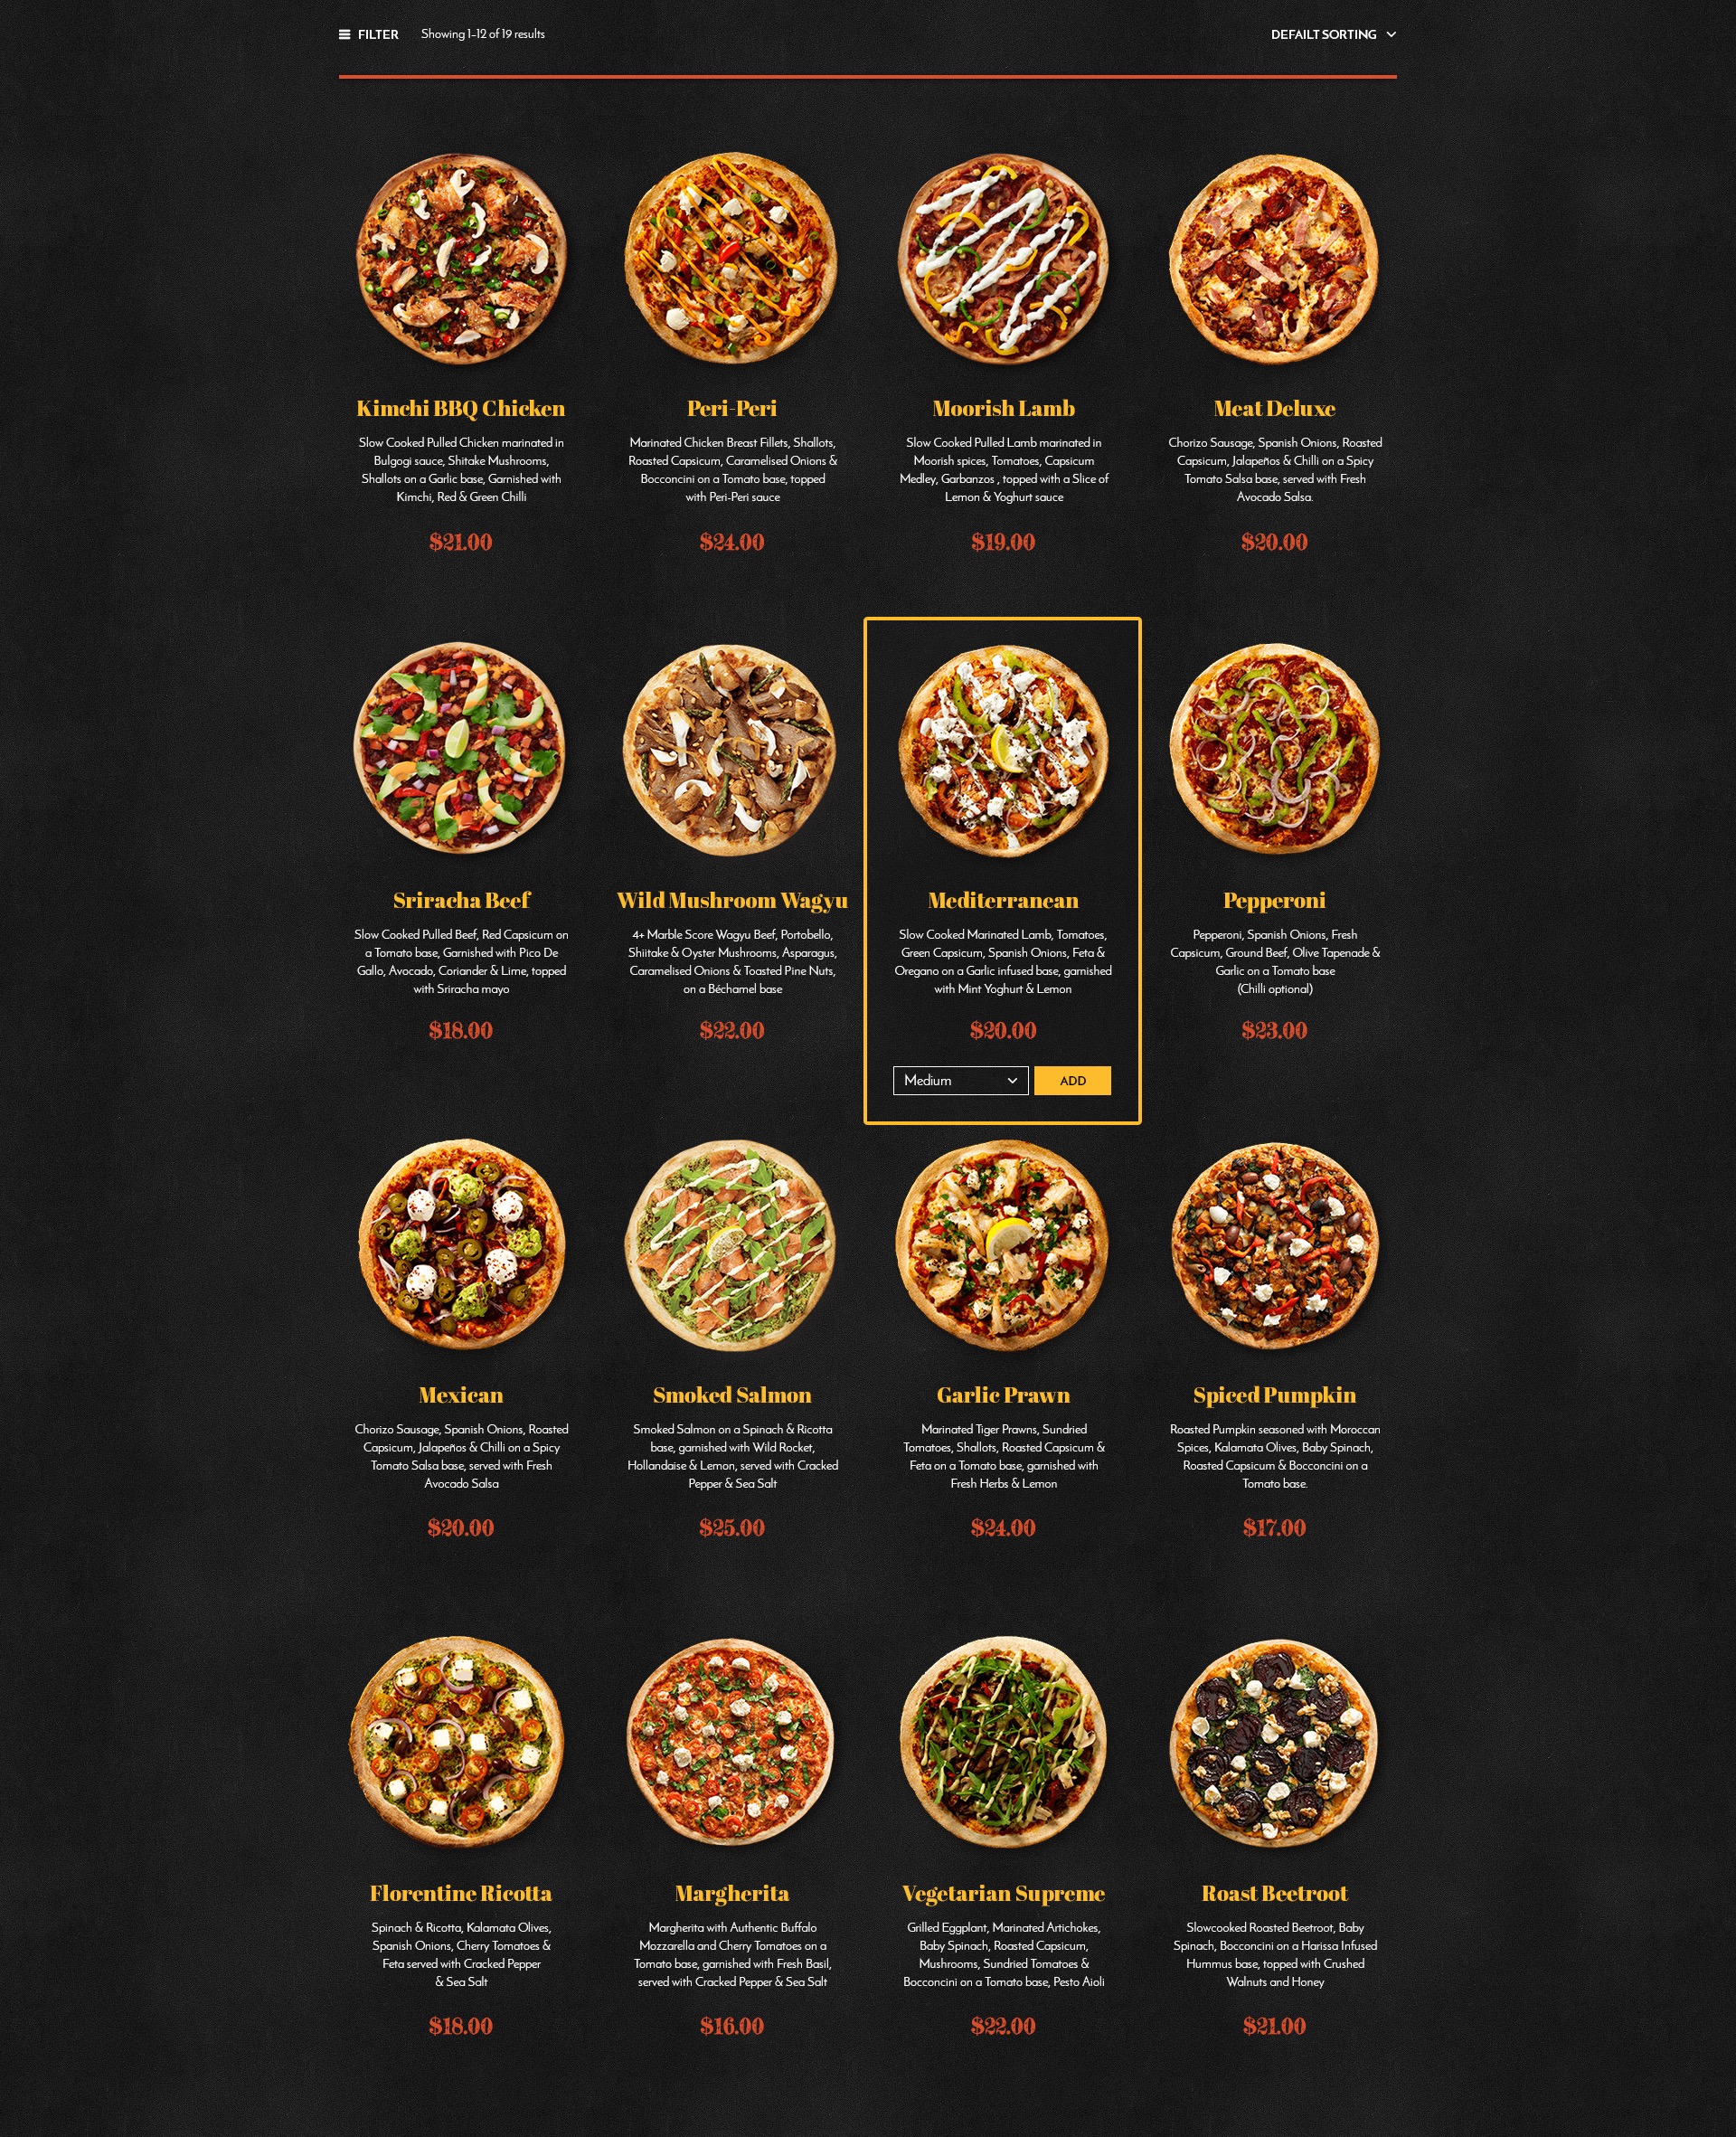 FILTER
Showing 1-12 of 19 results
DEFAILT SORTING
Kimchi BBQ Chicken
Slow Cooked Pulled Chicken marinated in
Bulgogi sauce, Shitake Mushrooms,
Shallots on a Garlic base, Garnished with
Kimchi, Red & Green Chilli
$21.00
Peri-Peri
Marinated Chicken Breast Fillets, Shallots,
Roasted Capsicum, Caramelised Onions &
Bocconcini on a Tomato base, topped
with Peri-Peri sauce
$24.00
Moorish Lamb
Slow Cooked Pulled Lamb marinated in
Moorish spices, Tomatoes, Capsicum
Medley, Garbanzos , topped with a Slice of
Lemon & Yoghurt sauce
$19.00
Meat Deluxe
Chorizo Sausage, Spanish Onions, Roasted
Capsicum, Jalapeños & Chilli on a Spicy
Tomato Salsa base, served with Fresh
Avocado Salsa.
$20.00
Sriracha Beef
Slow Cooked Pulled Beef, Red Capsicum on
a Tomato base, Garnished with Pico De
Gallo, Avocado, Coriander & Lime, topped
with Sriracha mayo
$18.00
Wild Mushroom Wagyu
4+ Marble Score Wagyu Beef, Portobello,
Shiitake & Oyster Mushrooms, Asparagus,
Caramelised Onions & Toasted Pine Nuts,
on a Béchamel base
$22.00
Mediterranean
Slow Cooked Marinated Lamb, Tomatoes,
Green Capsicum, Spanish Onions, Feta &
Oregano on a Garlic infused base, garnished
with Mint Yoghurt & Lemon
$20.00
Medium
ADD
Pepperoni
Pepperoni, Spanish Onions, Fresh
Capsicum, Ground Beef, Olive Tapenade &
Garlic on a Tomato base
(Chilli optional)
$23.00
Mexican
Chorizo Sausage, Spanish Onions, Roasted
Capsicum, Jalapeños & Chilli on a Spicy
Tomato Salsa base, served with Fresh
Avocado Salsa
$20.00
Smoked Salmon
Smoked Salmon on a Spinach & Ricotta
base, garnished with Wild Rocket,
Hollandaise & Lemon, served with Cracked
Pepper & Sea Salt
$25.00
Garlic Prawn
Marinated Tiger Prawns, Sundried
Tomatoes, Shallots, Roasted Capsicum &
Feta on a Tomato base, garnished with
Fresh Herbs & Lemon
$24.00
Spiced Pumpkin
Roasted Pumpkin seasoned with Moroccan
Spices, Kalamata Olives, Baby Spinach,
Roasted Capsicum & Bocconcini on a
Tomato base.
$17.00
Florentine Ricotta
Spinach & Ricotta, Kalamata Olives,
Spanish Onions, Cherry Tomatoes &
Feta served with Cracked Pepper
& Sea Salt
$18.00
Margherita
Margherita with Authentic Buffalo
Mozzarella and Cherry Tomatoes on a
Tomato base, garnished with Fresh Basil,
served with Cracked Pepper & Sea Salt
$16.00
Vegetarian Supreme
Grilled Eggplant, Marinated Artichokes,
Baby Spinach, Roasted Capsicum,
Mushrooms, Sundried Tomatoes &
Bocconcini on a Tomato base, Pesto Aioli
$22.00
Roast Beetroot
Slowcooked Roasted Beetroot, Baby
Spinach, Bocconcini on a Harissa Infused
Hummus base, topped with Crushed
Walnuts and Honey
$21.00